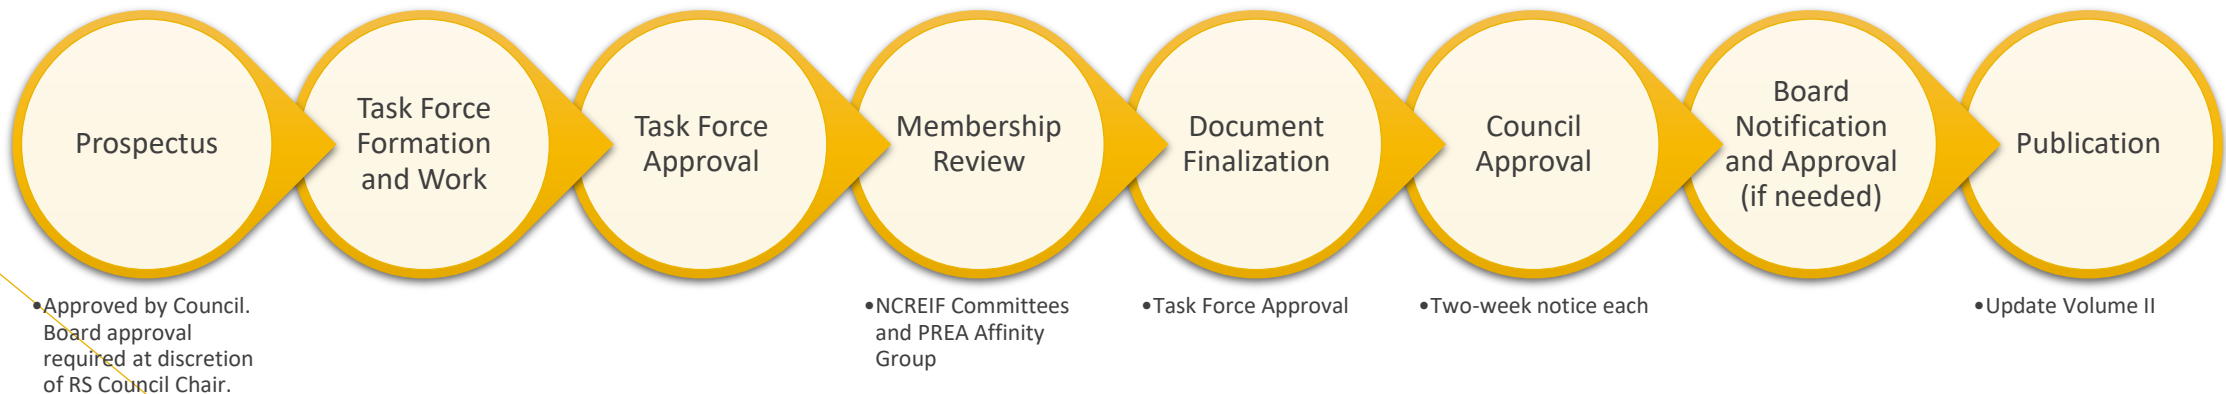 Prospectus
Task Force
Formation
and Work
Task Force
Approval
Membership
Review
Document
Finalization
Council
Approval
Board
Notification
and Approval
(if needed)
Publication
•Approved by Council.
Board approval
required at discretion
of RS Council Chair.
•NCREIF Committees
and PREA Affinity
Group
•Task Force Approval
•Two-week notice each
•Update Volume II